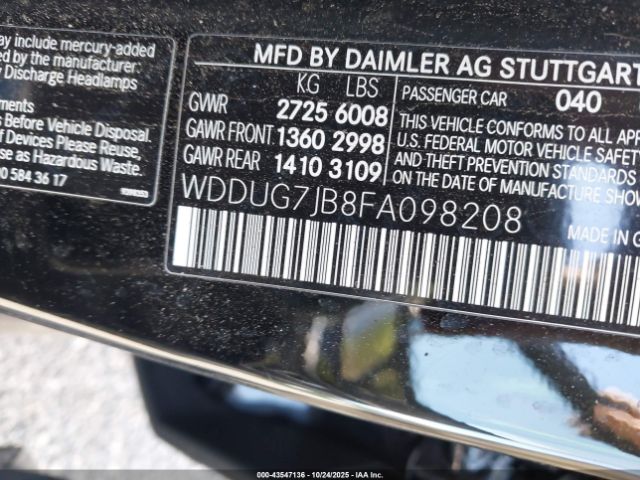 ay include mercury-added
d by the manufacturer:
y Discharge Headlamps
ments.
s Before Vehicle Disposal.
of Devices Please Reuse,
se as Hazardous Waste.
0 584 36 17
MFD BY DAIMLER AG STUTTGART
KG LBS
GVWR 2725 6008
GAWR FRONT 1360 2998
GAWR REAR 1410 3109
PASSENGER CAR 040
THIS VEHICLE CONFORMS TO ALL APP
U.S. FEDERAL MOTOR VEHICLE SAFETY
AND THEFT PREVENTION STANDARDS
ON THE DATE OF MANUFACTURE SHOW
WDDUG7JB8FA098208
MADE IN G
000-43547136 - 10/24/2025 - IAAI, Inc.